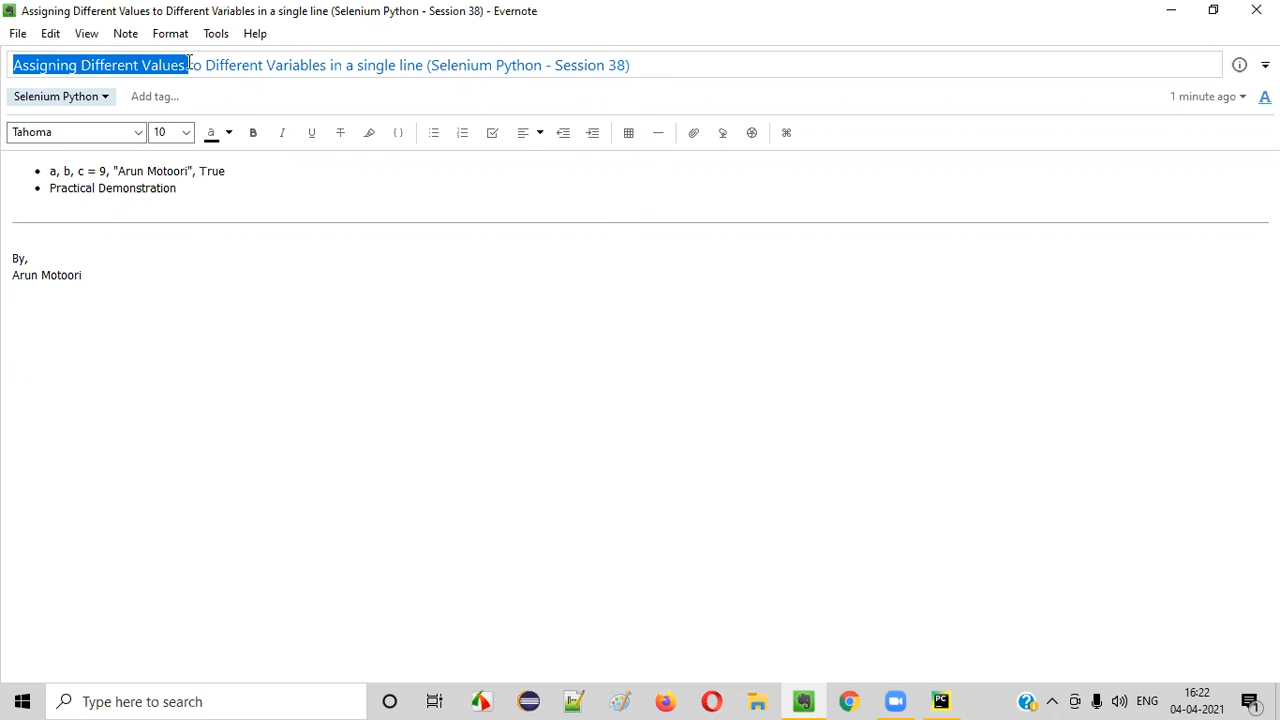 Assigning Different Values to Different Variables in a single line (Selenium Python - Session 38) - Evernote
File Edit View Note Format Tools Help
Assigning Different Values to Different Variables in a single line (Selenium Python - Session 38)
Selenium Python Add tag... 1 minute ago
Tahoma 10
a, b, c = 9, "Arun Motoori", True
Practical Demonstration
By,
Arun Motoori
Type here to search
ENG
16:22
04-04-2021